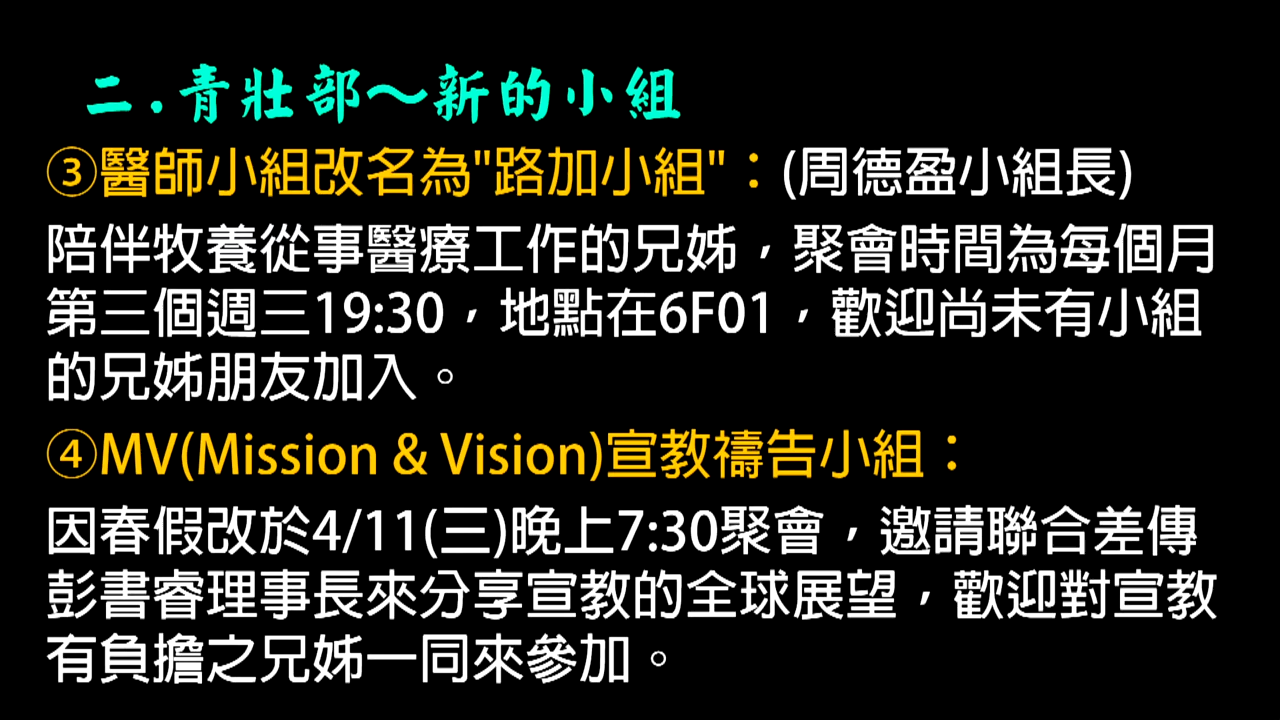 二.青壯部～新的小組
③醫師小組改名為"路加小組"：(周德盈小組長)
陪伴牧養從事醫療工作的兄姊，聚會時間為每個月
第三個週三19:30，地點在6F01，歡迎尚未有小組
的兄姊朋友加入。
④MV(Mission & Vision)宣教禱告小組：
因春假改於4/11(三)晚上7:30聚會，邀請聯合差傳
彭書睿理事長來分享宣教的全球展望，歡迎對宣教
有負擔之兄姊一同來參加。